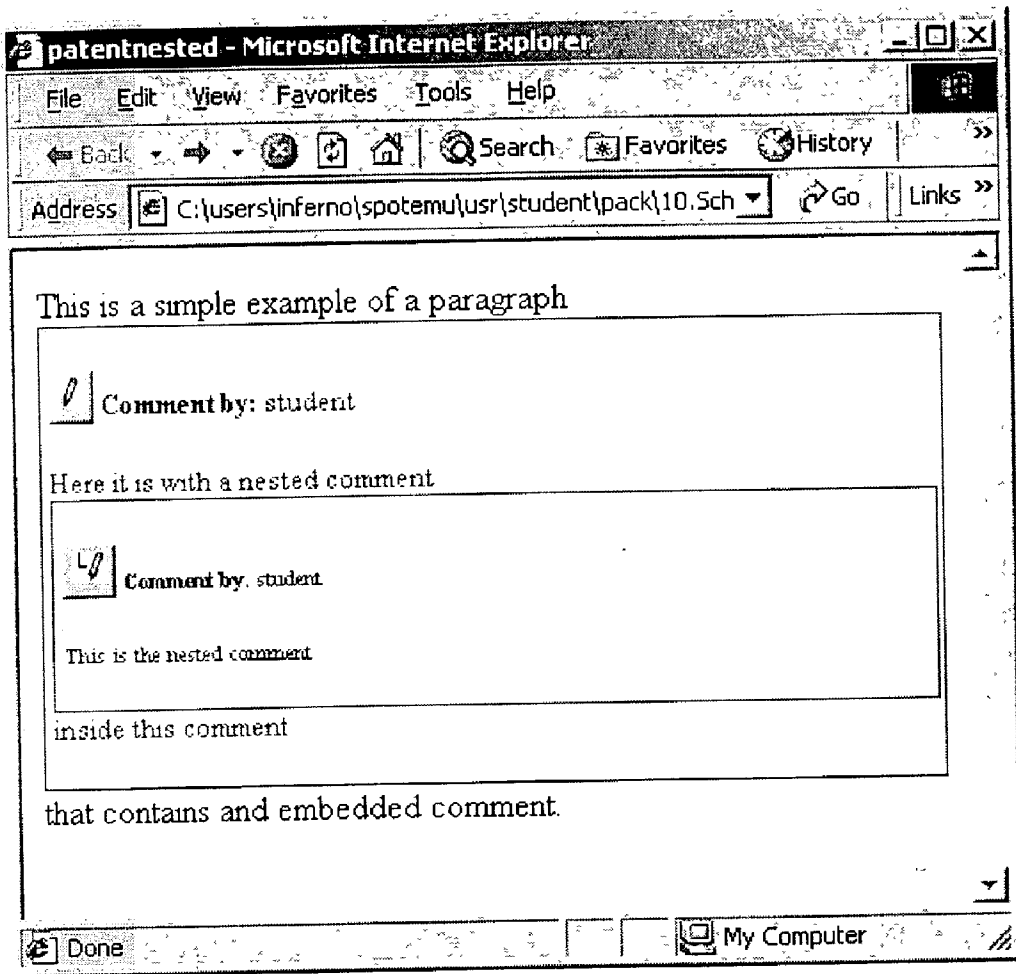 patentnested - Microsoft Internet Explorer
File Edit View Favorites Tools Help
Back Search Favorites History »
Address C:\users\inferno\spotemu\usr\student\pack\10.Sch Go Links »
This is a simple example of a paragraph
Comment by: student
Here it is with a nested comment
Comment by. student
This is the nested comment
inside this comment
that contains and embedded comment.
Done My Computer